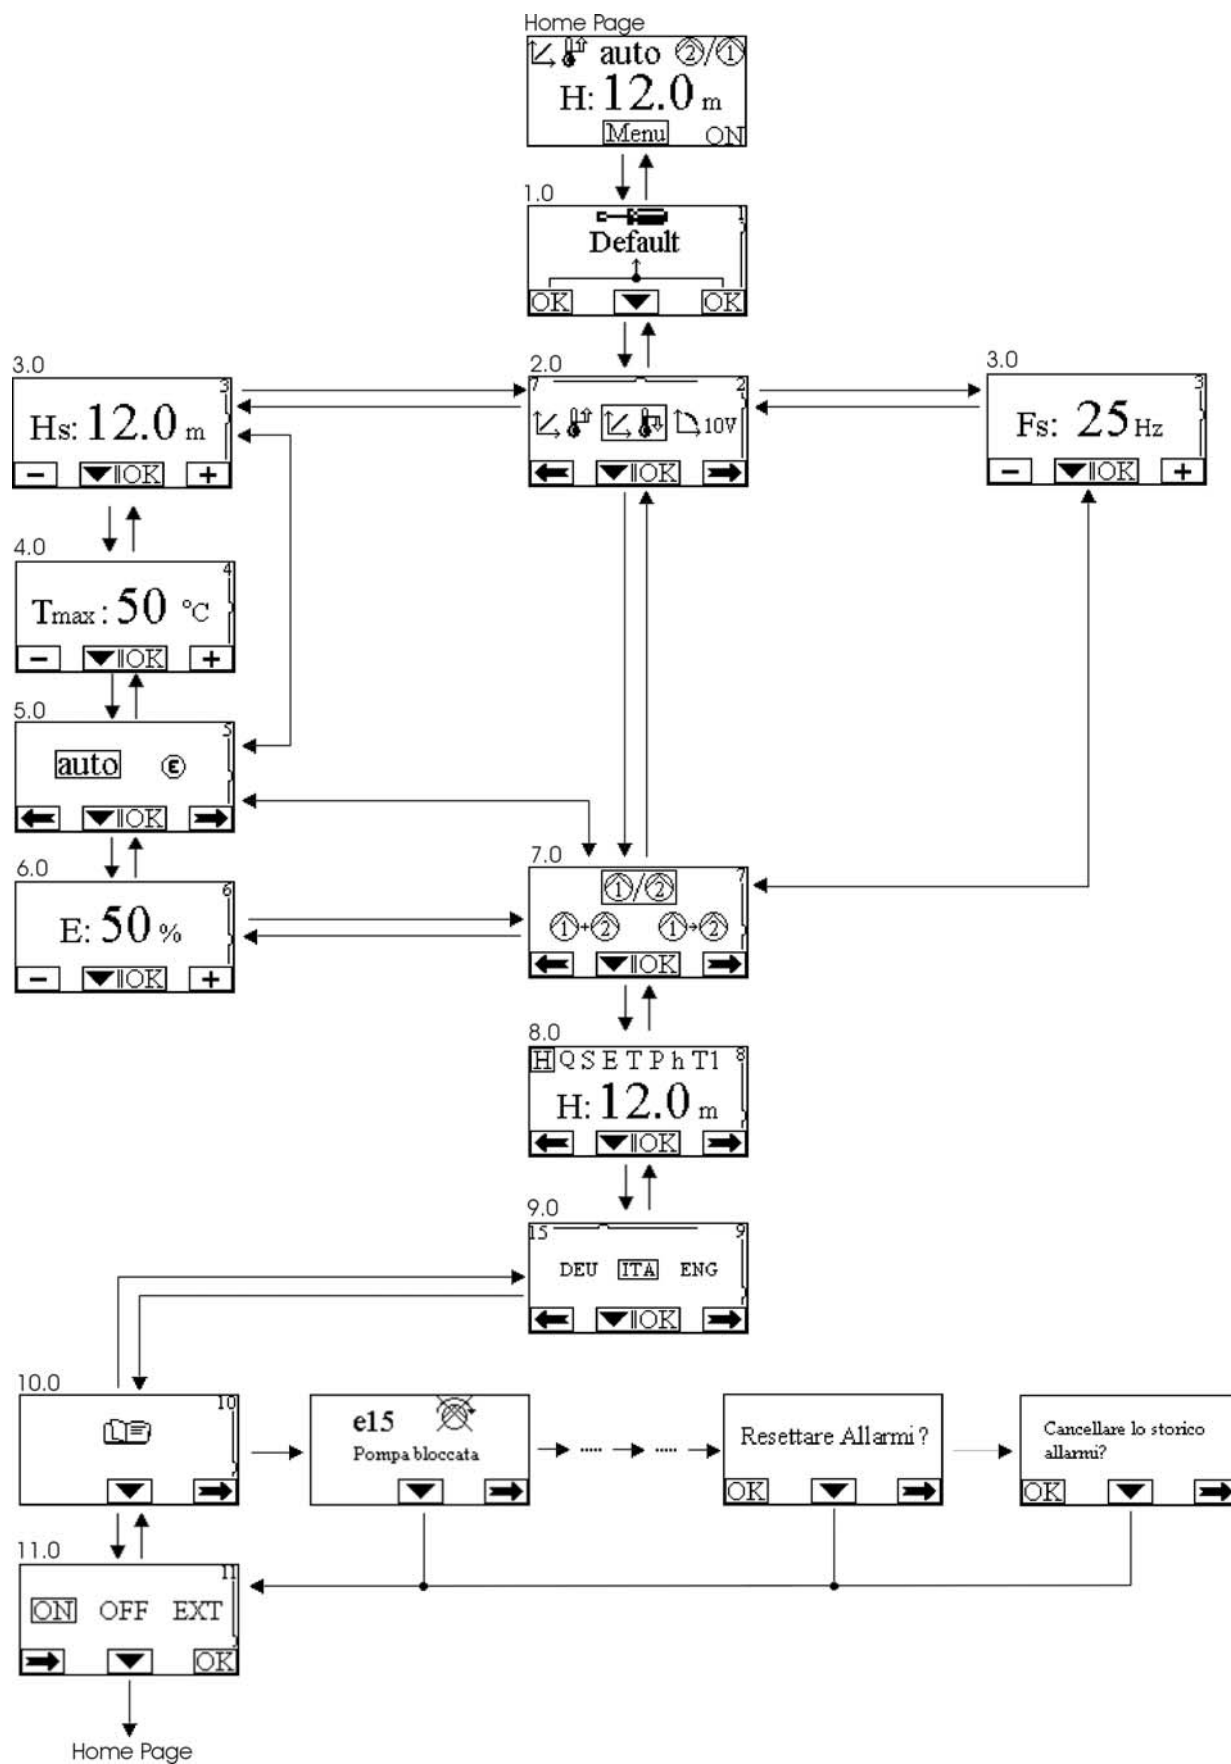 Home Page
auto 2/1
H: 12.0 m
Menu ON
1.0
1
Default
OK OK
3.0
3
Hs: 12.0 m
- OK +
2.0
7 2
10V
OK
3.0
3
Fs: 25 Hz
- OK +
4.0
4
Tmax: 50 °C
- OK +
5.0
5
auto E
OK
6.0
6
E: 50 %
- OK +
7.0
7
1/2
1+2 1→2
OK
8.0
8
H Q S E T P h T1
H: 12.0 m
OK
9.0
15 9
DEU ITA ENG
OK
10.0
10
e15
Pompa bloccata
Resettare Allarmi?
OK
Cancellare lo storico
allarmi?
OK
11.0
11
ON OFF EXT
OK
Home Page